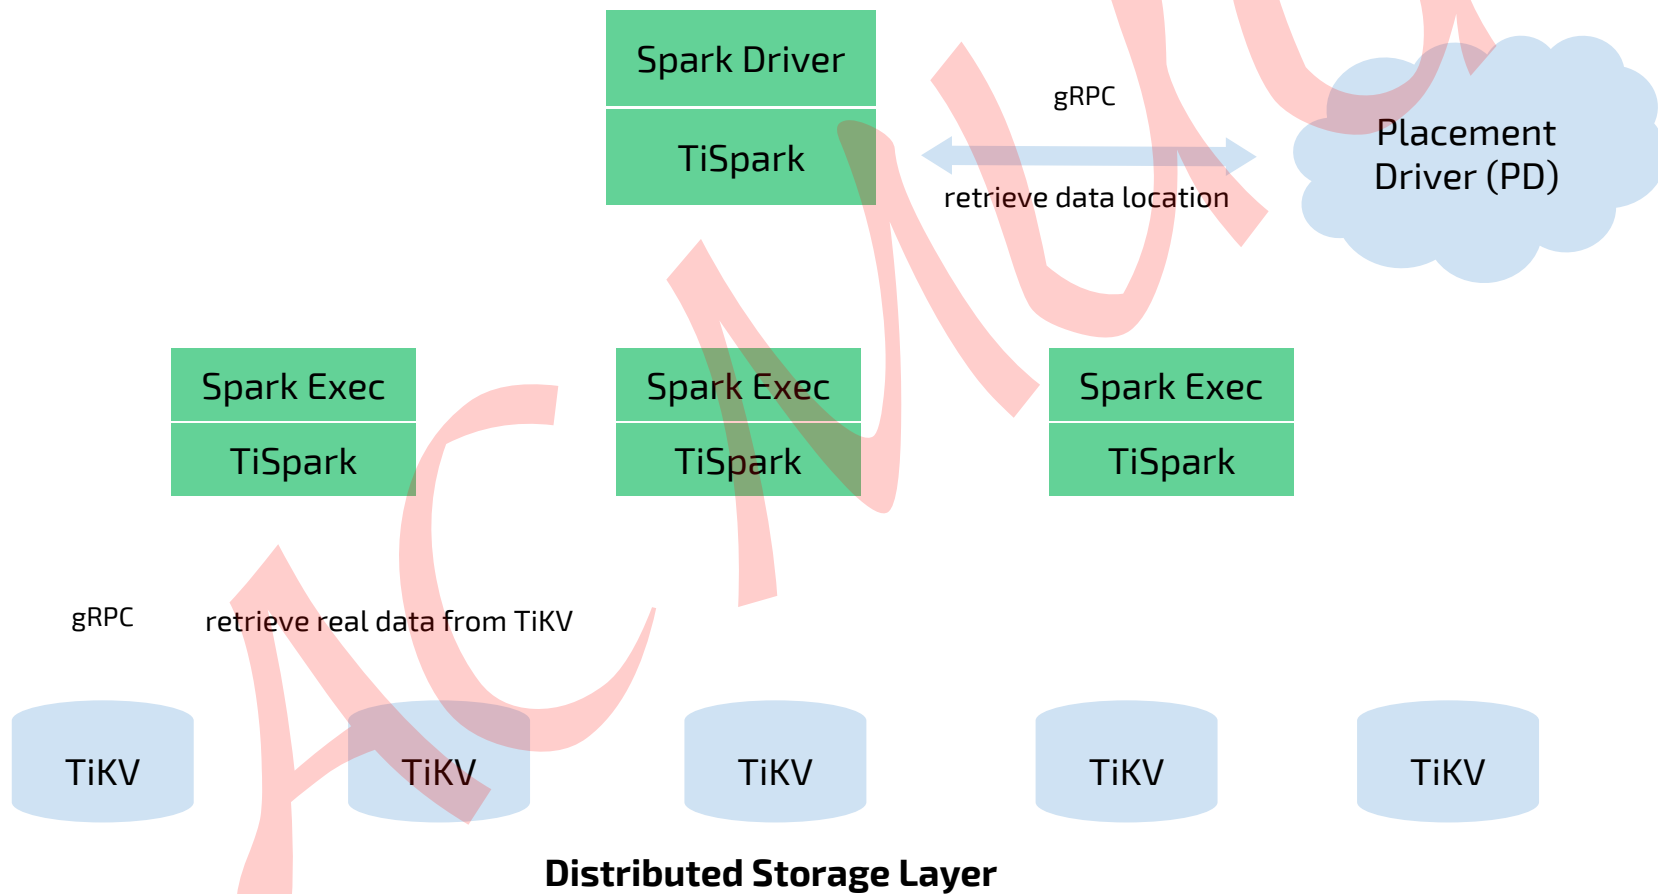 Spark Driver
TiSpark
gRPC
retrieve data location
Placement
Driver (PD)
Spark Exec
TiSpark
Spark Exec
TiSpark
Spark Exec
TiSpark
gRPC
retrieve real data from TiKV
TiKV
TiKV
TiKV
TiKV
TiKV
Distributed Storage Layer